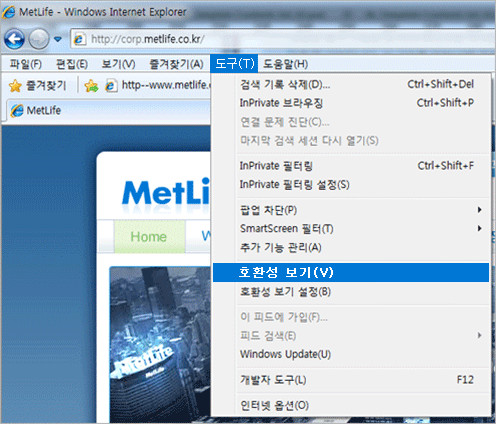 MetLife - Windows Internet Explorer
http://corp.metlife.co.kr/
파일(F) 편집(E) 보기(V) 즐겨찾기(A) 도구(T) 도움말(H)
즐겨찾기 http--www.metlife.c
MetLife
검색 기록 삭제(D)... Ctrl+Shift+Del
InPrivate 브라우징 Ctrl+Shift+P
연결 문제 진단(C)...
마지막 검색 세션 다시 열기(S)
InPrivate 필터링 Ctrl+Shift+F
InPrivate 필터링 설정(S)
팝업 차단(P)
SmartScreen 필터(T)
추가 기능 관리(A)
호환성 보기(V)
호환성 보기 설정(B)
이 피드에 가입(F)...
피드 검색(E)
Windows Update(U)
개발자 도구(L) F12
인터넷 옵션(O)
MetLife
Home
MetLife